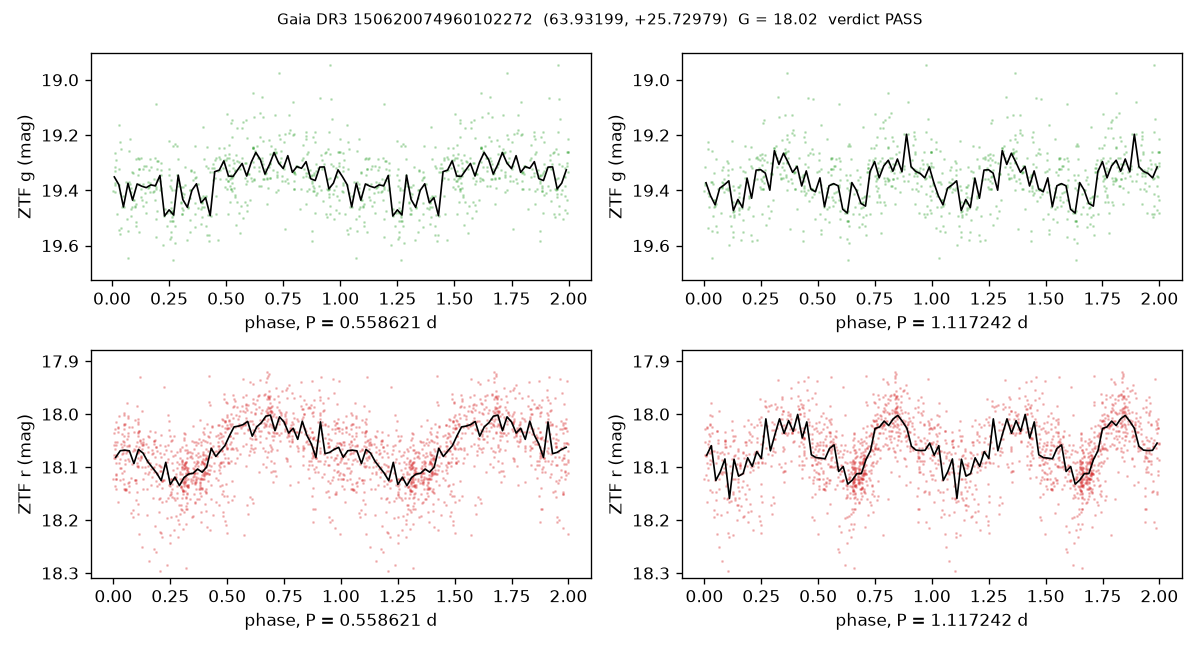 Gaia DR3 150620074960102272 (63.93199, +25.72979) G = 18.02 verdict PASS
ZTF g (mag)
19.0
19.2
19.4
19.6
0.00 0.25 0.50 0.75 1.00 1.25 1.50 1.75 2.00
phase, P = 0.558621 d
ZTF g (mag)
19.0
19.2
19.4
19.6
0.00 0.25 0.50 0.75 1.00 1.25 1.50 1.75 2.00
phase, P = 1.117242 d
ZTF r (mag)
17.9
18.0
18.1
18.2
18.3
0.00 0.25 0.50 0.75 1.00 1.25 1.50 1.75 2.00
phase, P = 0.558621 d
ZTF r (mag)
17.9
18.0
18.1
18.2
18.3
0.00 0.25 0.50 0.75 1.00 1.25 1.50 1.75 2.00
phase, P = 1.117242 d